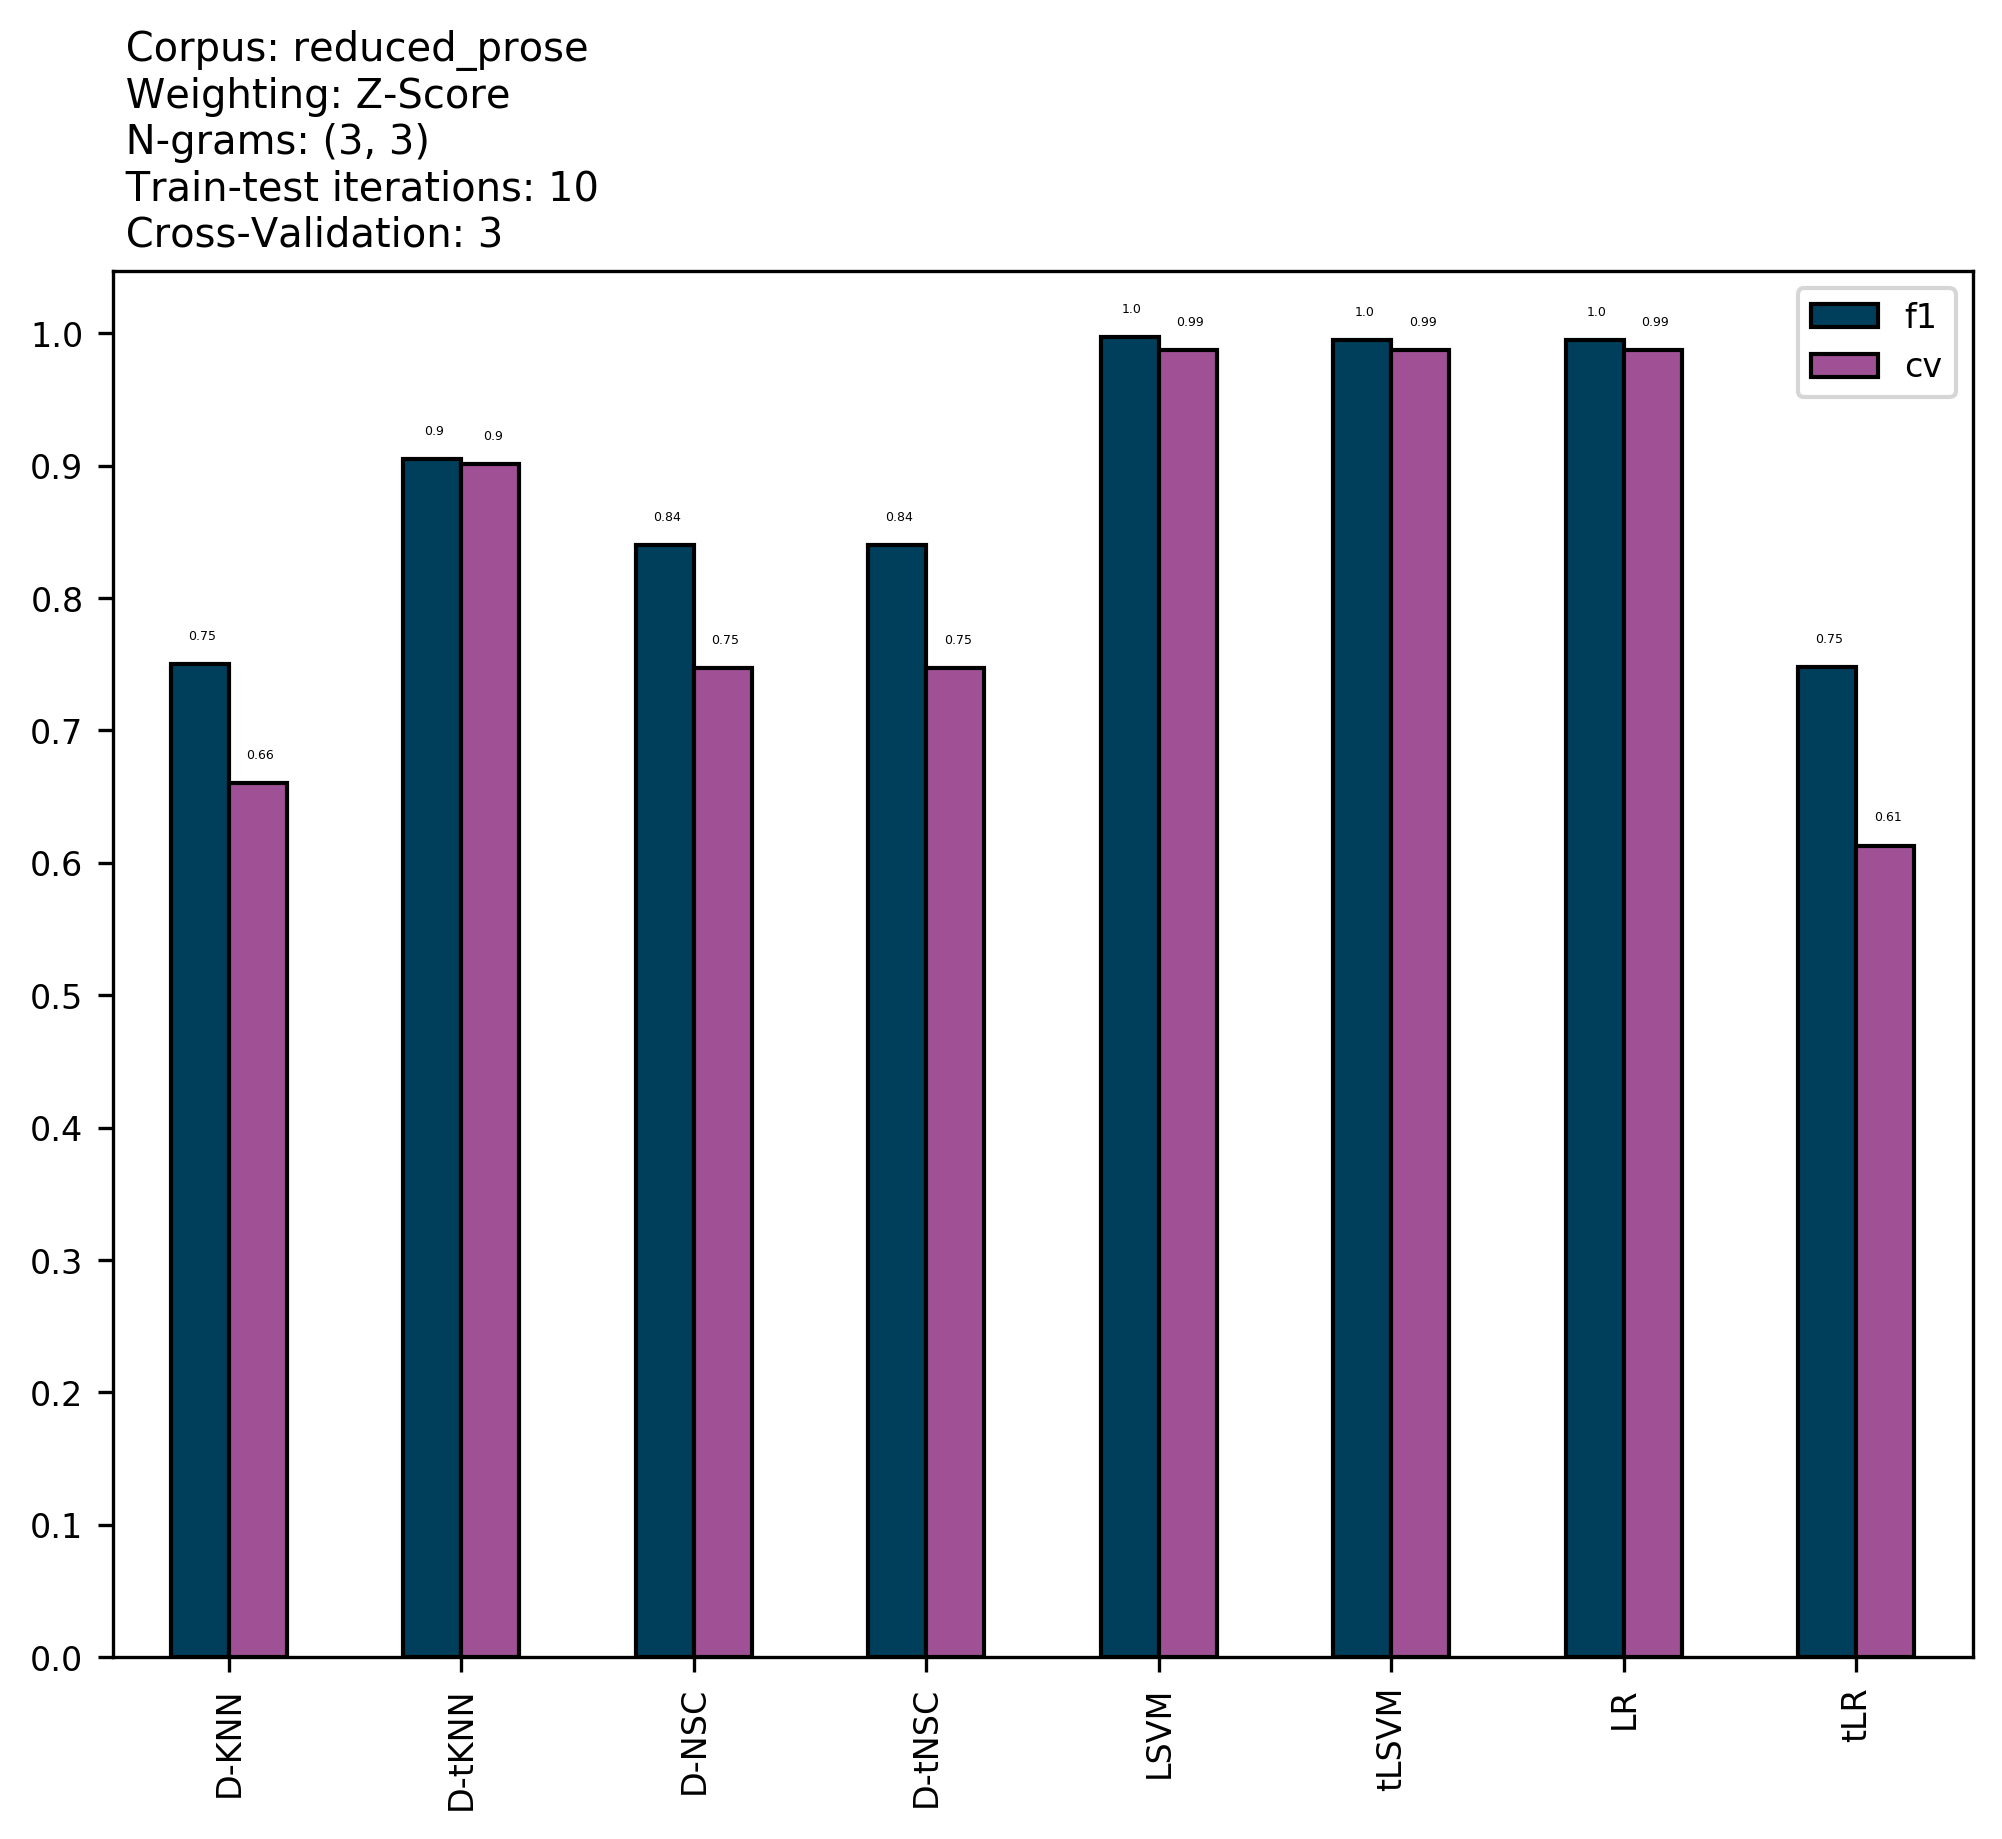 Corpus: reduced_prose
Weighting: Z-Score
N-grams: (3, 3)
Train-test iterations: 10
Cross-Validation: 3
f1
cv
1.0
0.9
0.8
0.7
0.6
0.5
0.4
0.3
0.2
0.1
0.0
0.75
0.66
0.9
0.9
0.84
0.75
0.84
0.75
1.0
0.99
1.0
0.99
1.0
0.99
0.75
0.61
D-KNN
D-tKNN
D-NSC
D-tNSC
LSVM
tLSVM
LR
tLR